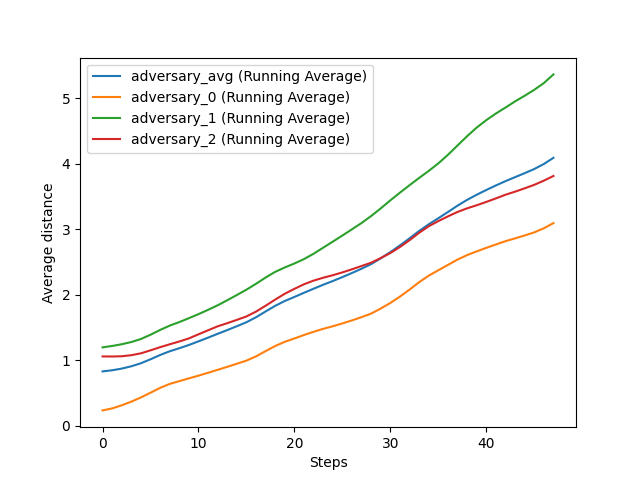 adversary_avg (Running Average)
adversary_0 (Running Average)
adversary_1 (Running Average)
adversary_2 (Running Average)
5
4
3
2
1
0
Average distance
0 10 20 30 40
Steps